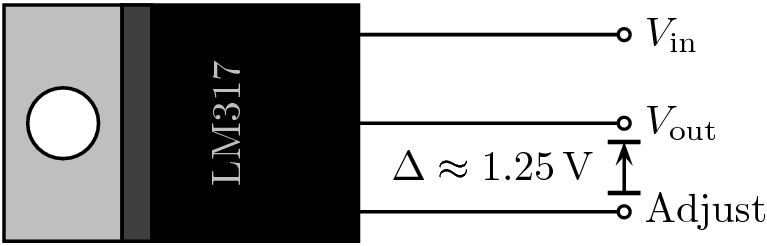 LM317
V_in
V_out
Δ ≈ 1.25 V
Adjust